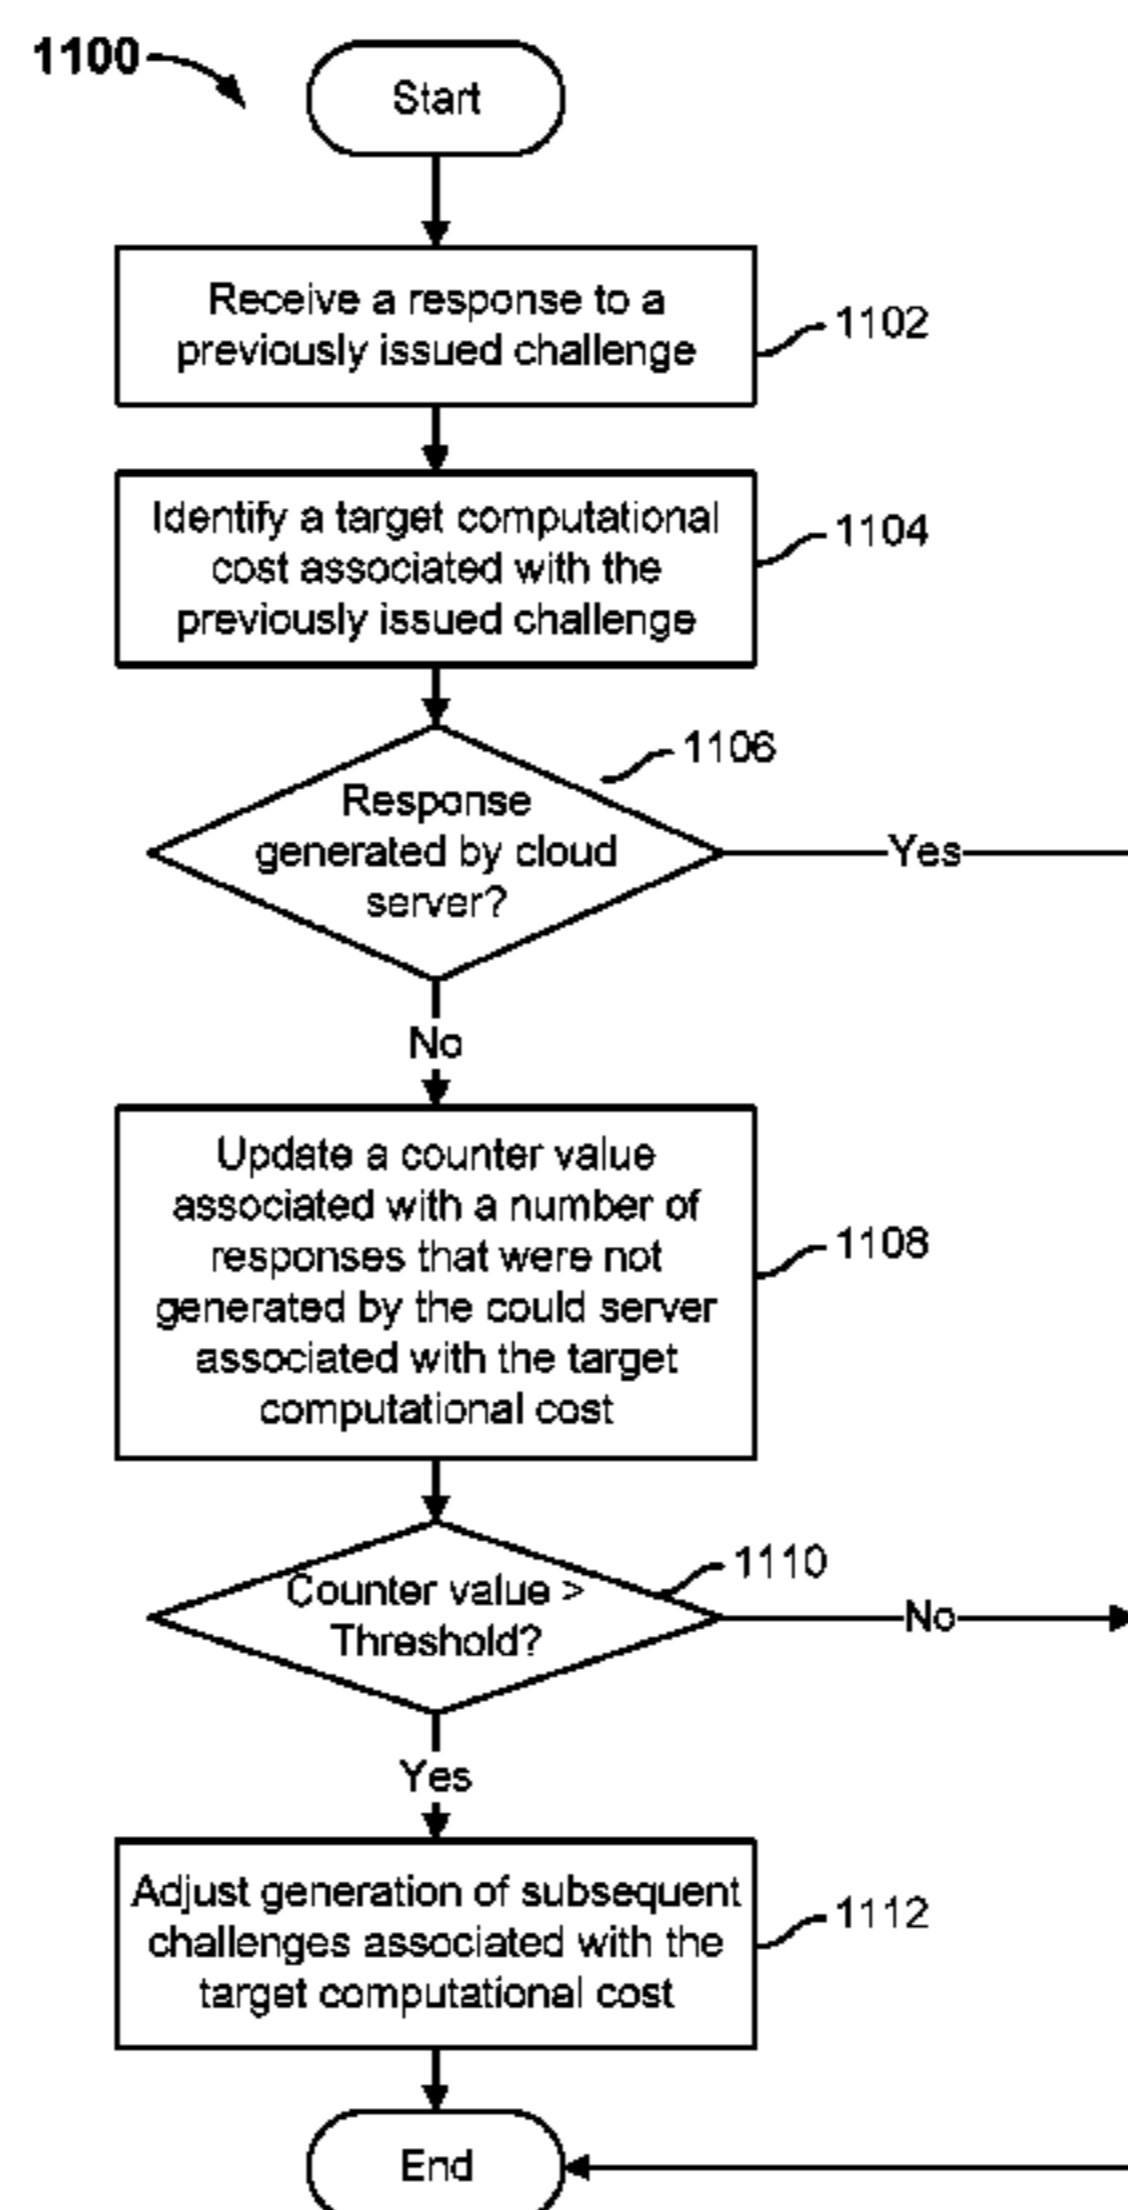 1100
Start
Receive a response to a
previously issued challenge
1102
Identify a target computational
cost associated with the
previously issued challenge
1104
1106
Response
generated by cloud
server?
Yes
No
Update a counter value
associated with a number of
responses that were not
generated by the could server
associated with the target
computational cost
1108
1110
Counter value >
Threshold?
No
Yes
Adjust generation of subsequent
challenges associated with the
target computational cost
1112
End